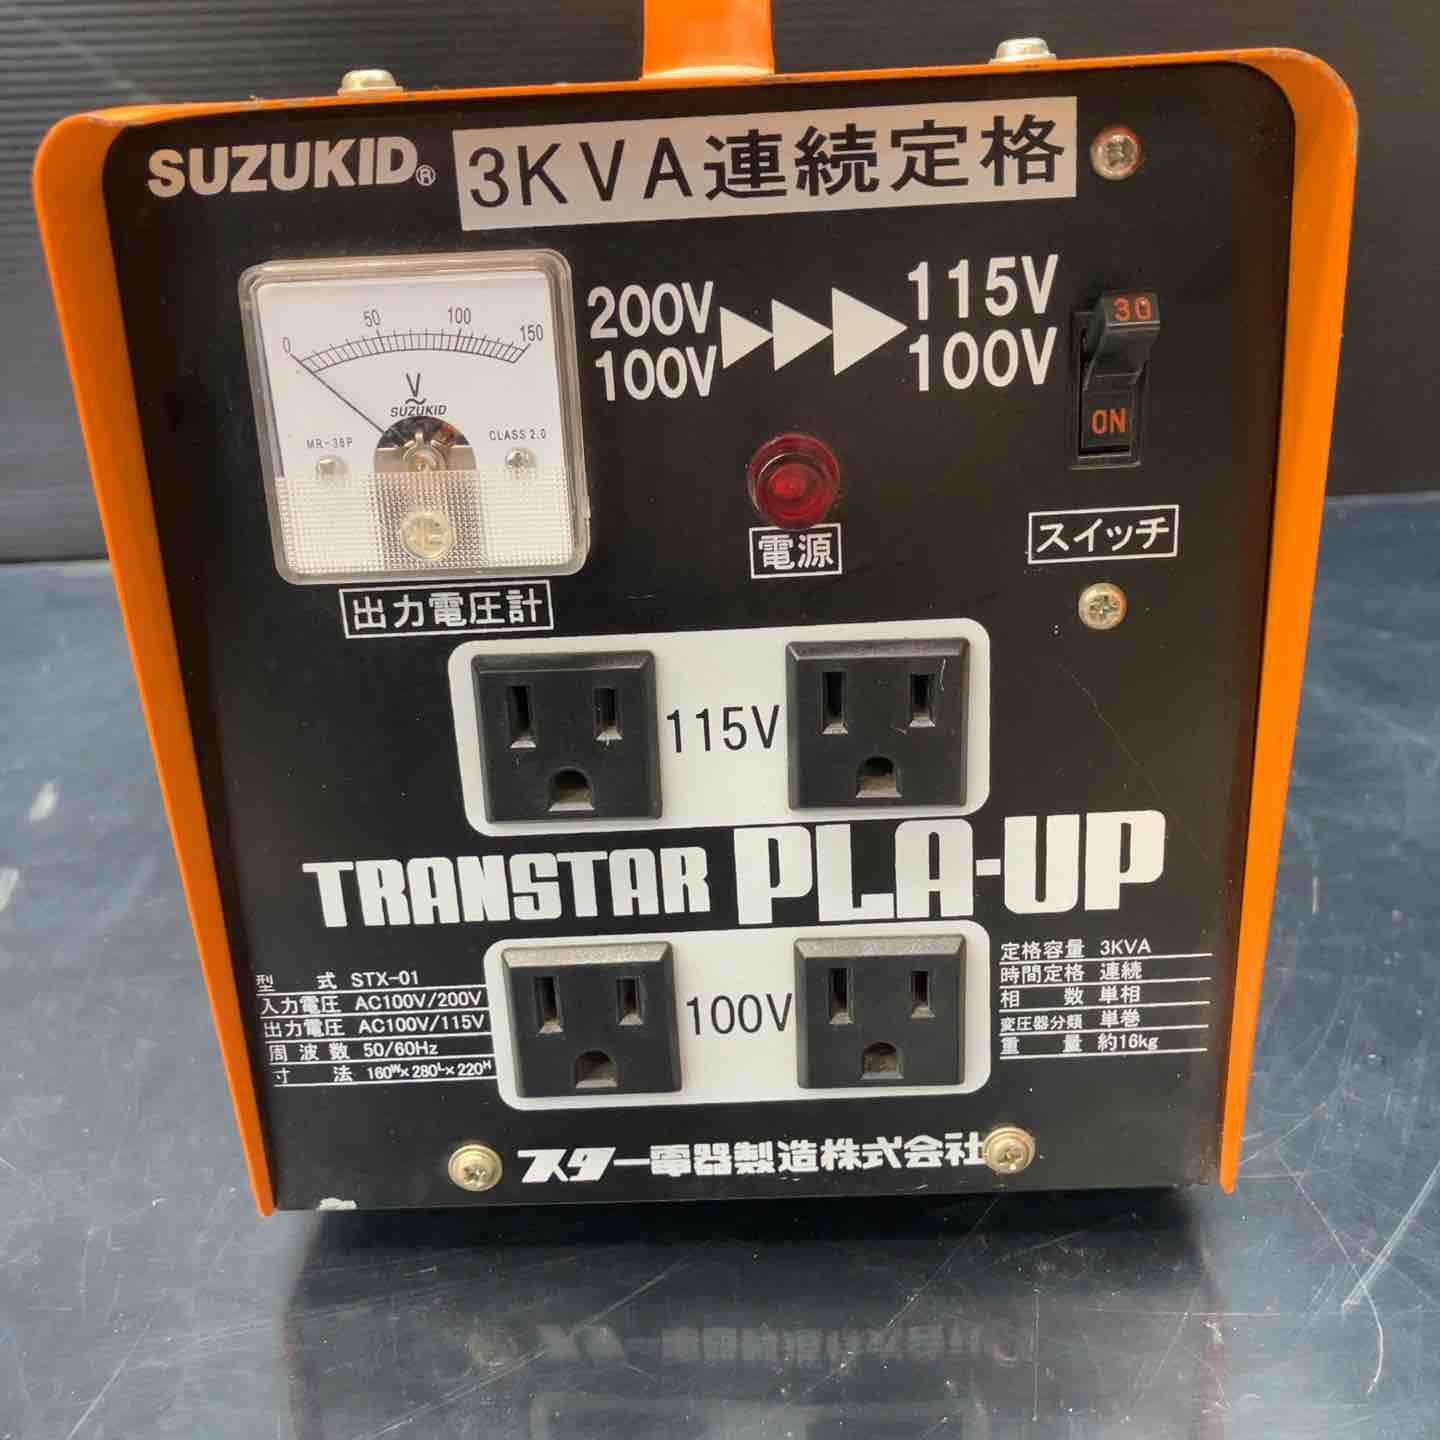 SUZUKID®
3KVA連続定格
200V
100V
115V
100V
0 50 100 150
V
SUZUKID
MR-38P
CLASS 2.0
出力電圧計
電源
30
ON
スイッチ
115V
TRANSTAR PLA-UP
100V
型式 STX-01
入力電圧 AC100V/200V
出力電圧 AC100V/115V
周波数 50/60Hz
寸法 160W×280L×220H
定格容量 3KVA
時間定格 連続
相数 単相
変圧器分類 単巻
重量 約16kg
スター電器製造株式会社